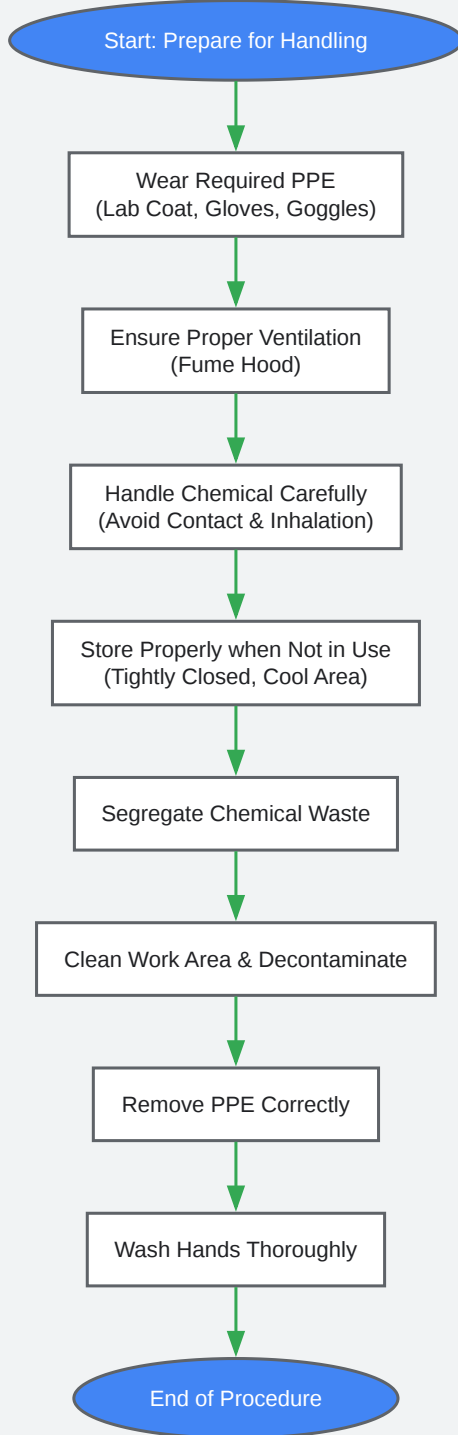 Start: Prepare for Handling
Wear Required PPE
(Lab Coat, Gloves, Goggles)
Ensure Proper Ventilation
(Fume Hood)
Handle Chemical Carefully
(Avoid Contact & Inhalation)
Store Properly when Not in Use
(Tightly Closed, Cool Area)
Segregate Chemical Waste
Clean Work Area & Decontaminate
Remove PPE Correctly
Wash Hands Thoroughly
End of Procedure